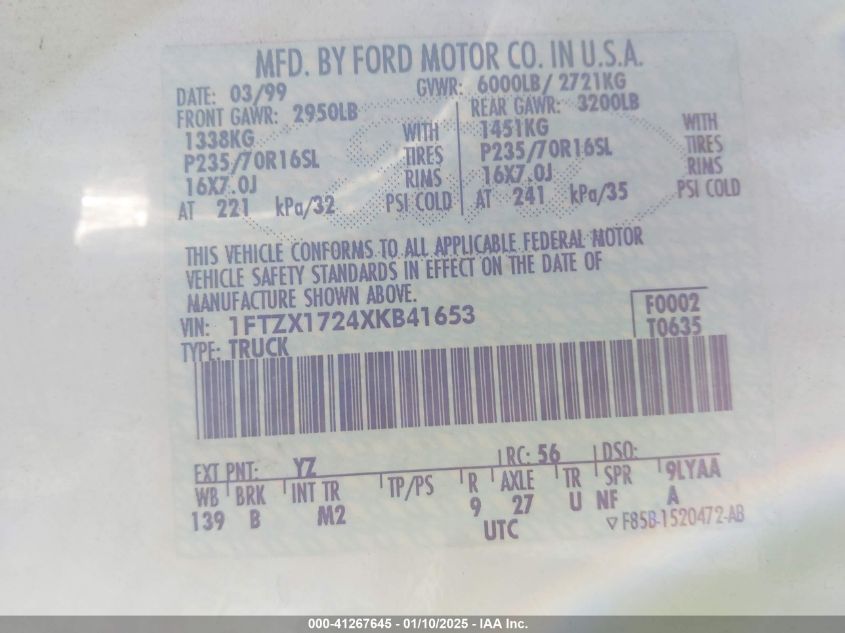 MFD. BY FORD MOTOR CO. IN U.S.A.
DATE: 03/99 GVWR: 6000LB/ 2721KG
FRONT GAWR: 2950LB REAR GAWR: 3200LB
1338KG WITH 1451KG WITH
P235/70R16SL TIRES P235/70R16SL TIRES
16X7.0J RIMS 16X7.0J RIMS
AT 221 kPa/32 PSI COLD AT 241 kPa/35 PSI COLD
THIS VEHICLE CONFORMS TO ALL APPLICABLE FEDERAL MOTOR
VEHICLE SAFETY STANDARDS IN EFFECT ON THE DATE OF
MANUFACTURE SHOWN ABOVE.
VIN: 1FTZX1724XKB41653 F0002
TYPE: TRUCK T0635
EXT PNT: YZ RC: 56 DSO:
WB BRK INT TR TP/PS R AXLE TR SPR 9LYAA
139 B M2 9 27 U NF A
UTC ▽F85B-1520472-AB
000-41267645 - 01/10/2025 - IAA Inc.